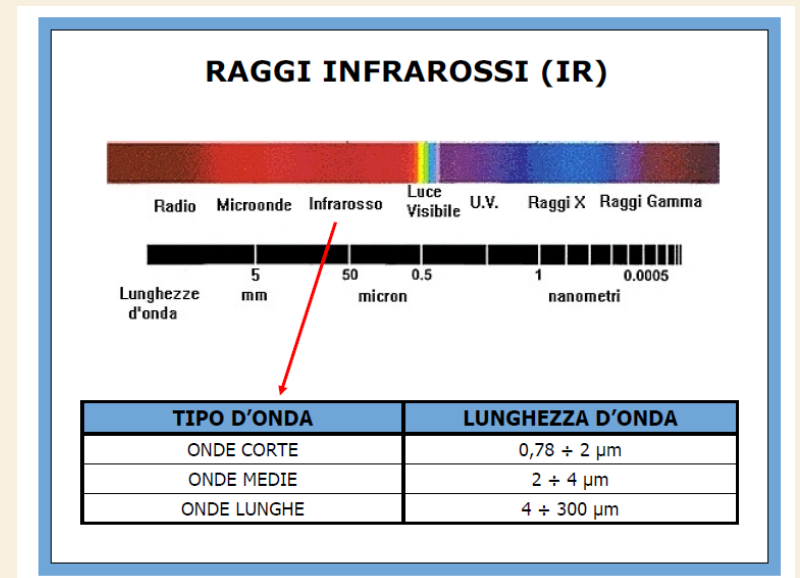 RAGGI INFRAROSSI (IR)
Radio Microonde Infrarosso Luce Visibile U.V. Raggi X Raggi Gamma
5 50 0.5 1 0.0005
Lunghezze d'onda mm micron nanometri
TIPO D'ONDA LUNGHEZZA D'ONDA
ONDE CORTE 0,78 ÷ 2 µm
ONDE MEDIE 2 ÷ 4 µm
ONDE LUNGHE 4 ÷ 300 µm